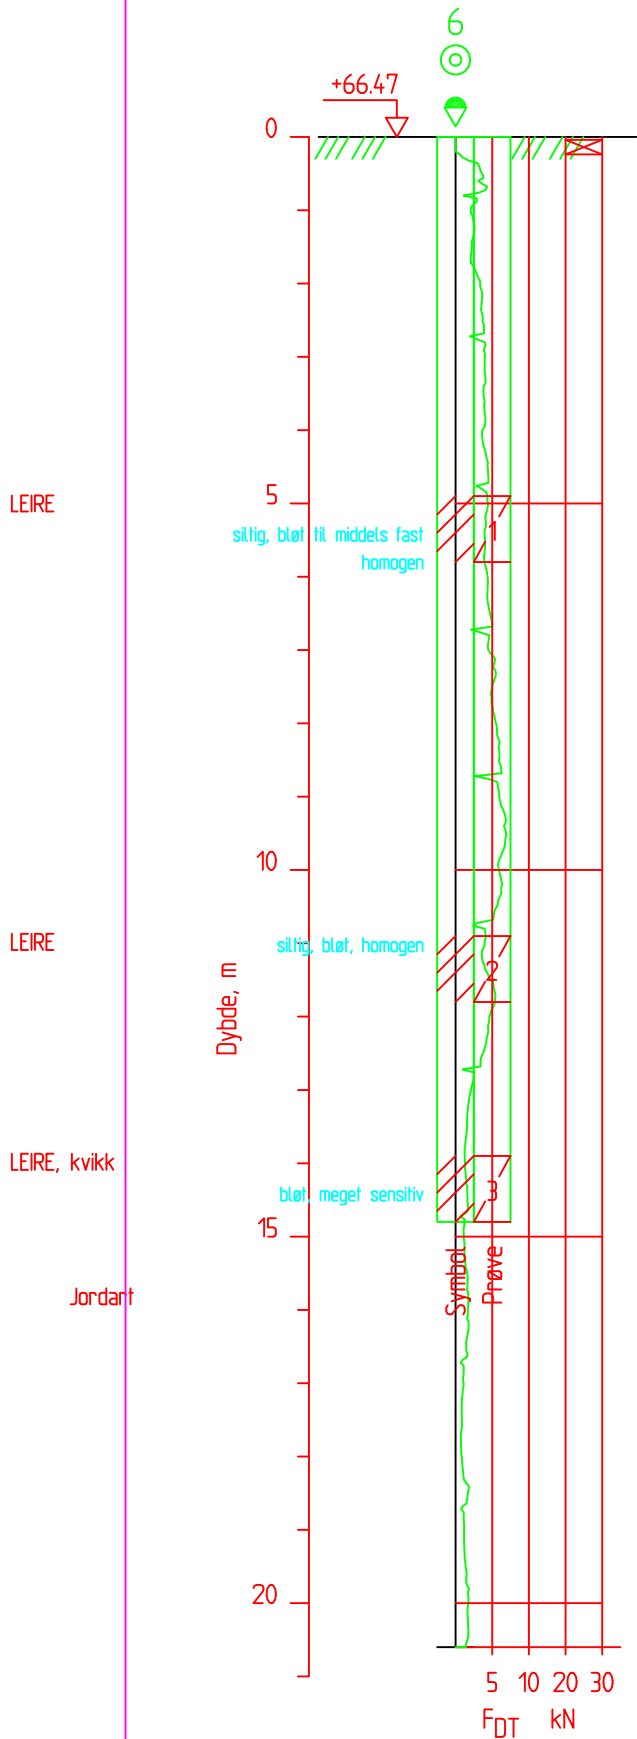 6
+66.47
0
5
LEIRE
siltig, bløt til middels fast
1
homogen
10
LEIRE
siltig, bløt, homogen
2
Dybde, m
LEIRE, kvikk
bløt, meget sensitiv
3
15
Symbol
Prøve
Jordart
20
5 10 20 30
FDT kN